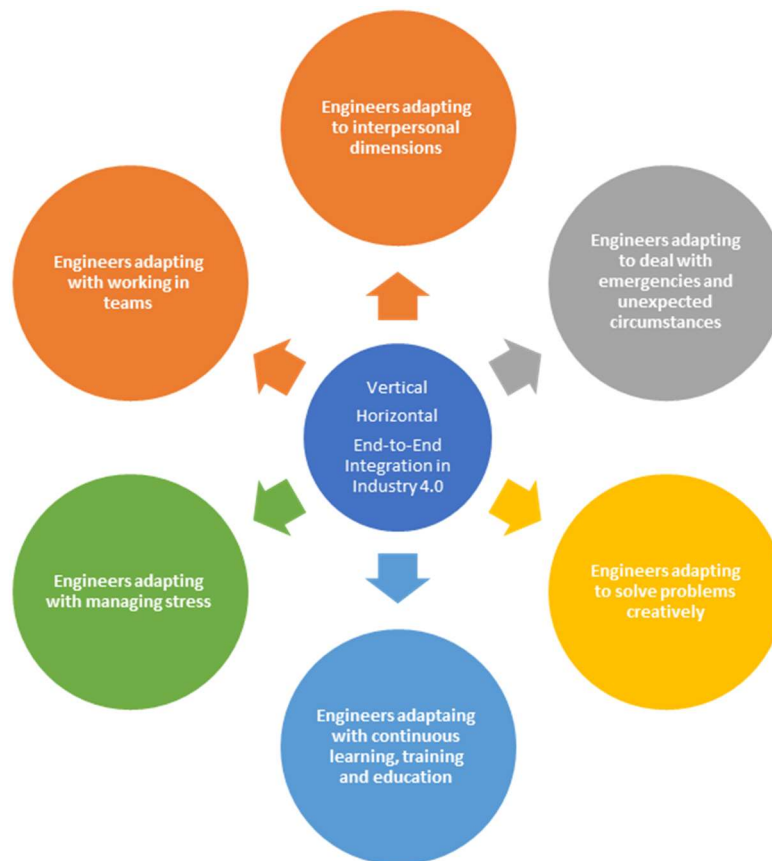 Engineers adapting
to interpersonal
dimensions
Engineers adapting
with working in
teams
Engineers adapting
to deal with
emergencies and
unexpected
circumstances
Vertical
Horizontal
End-to-End
Integration in
Industry 4.0
Engineers adapting
with managing stress
Engineers adapting
to solve problems
creatively
Engineers adaptaing
with continuous
learning, training
and education